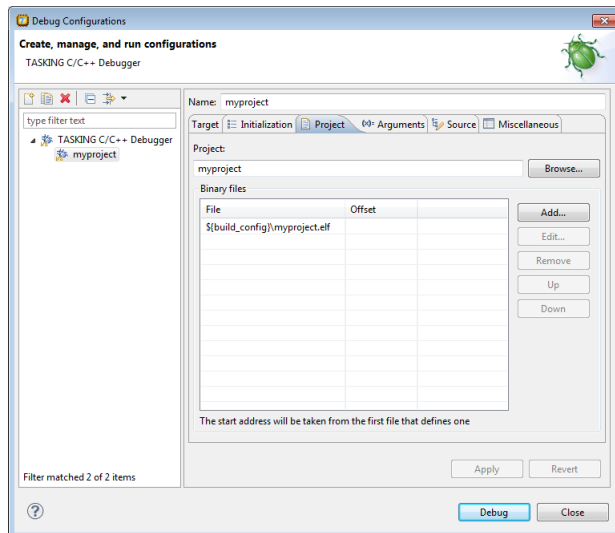 Debug Configurations
Create, manage, and run configurations
TASKING C/C++ Debugger
type filter text
TASKING C/C++ Debugger
myproject
Filter matched 2 of 2 items
Name: myproject
Target Initialization Project (x)= Arguments Source Miscellaneous
Project:
myproject Browse...
Binary files
File Offset
${build_config}\myproject.elf
Add...
Edit...
Remove
Up
Down
The start address will be taken from the first file that defines one
Apply Revert
Debug Close